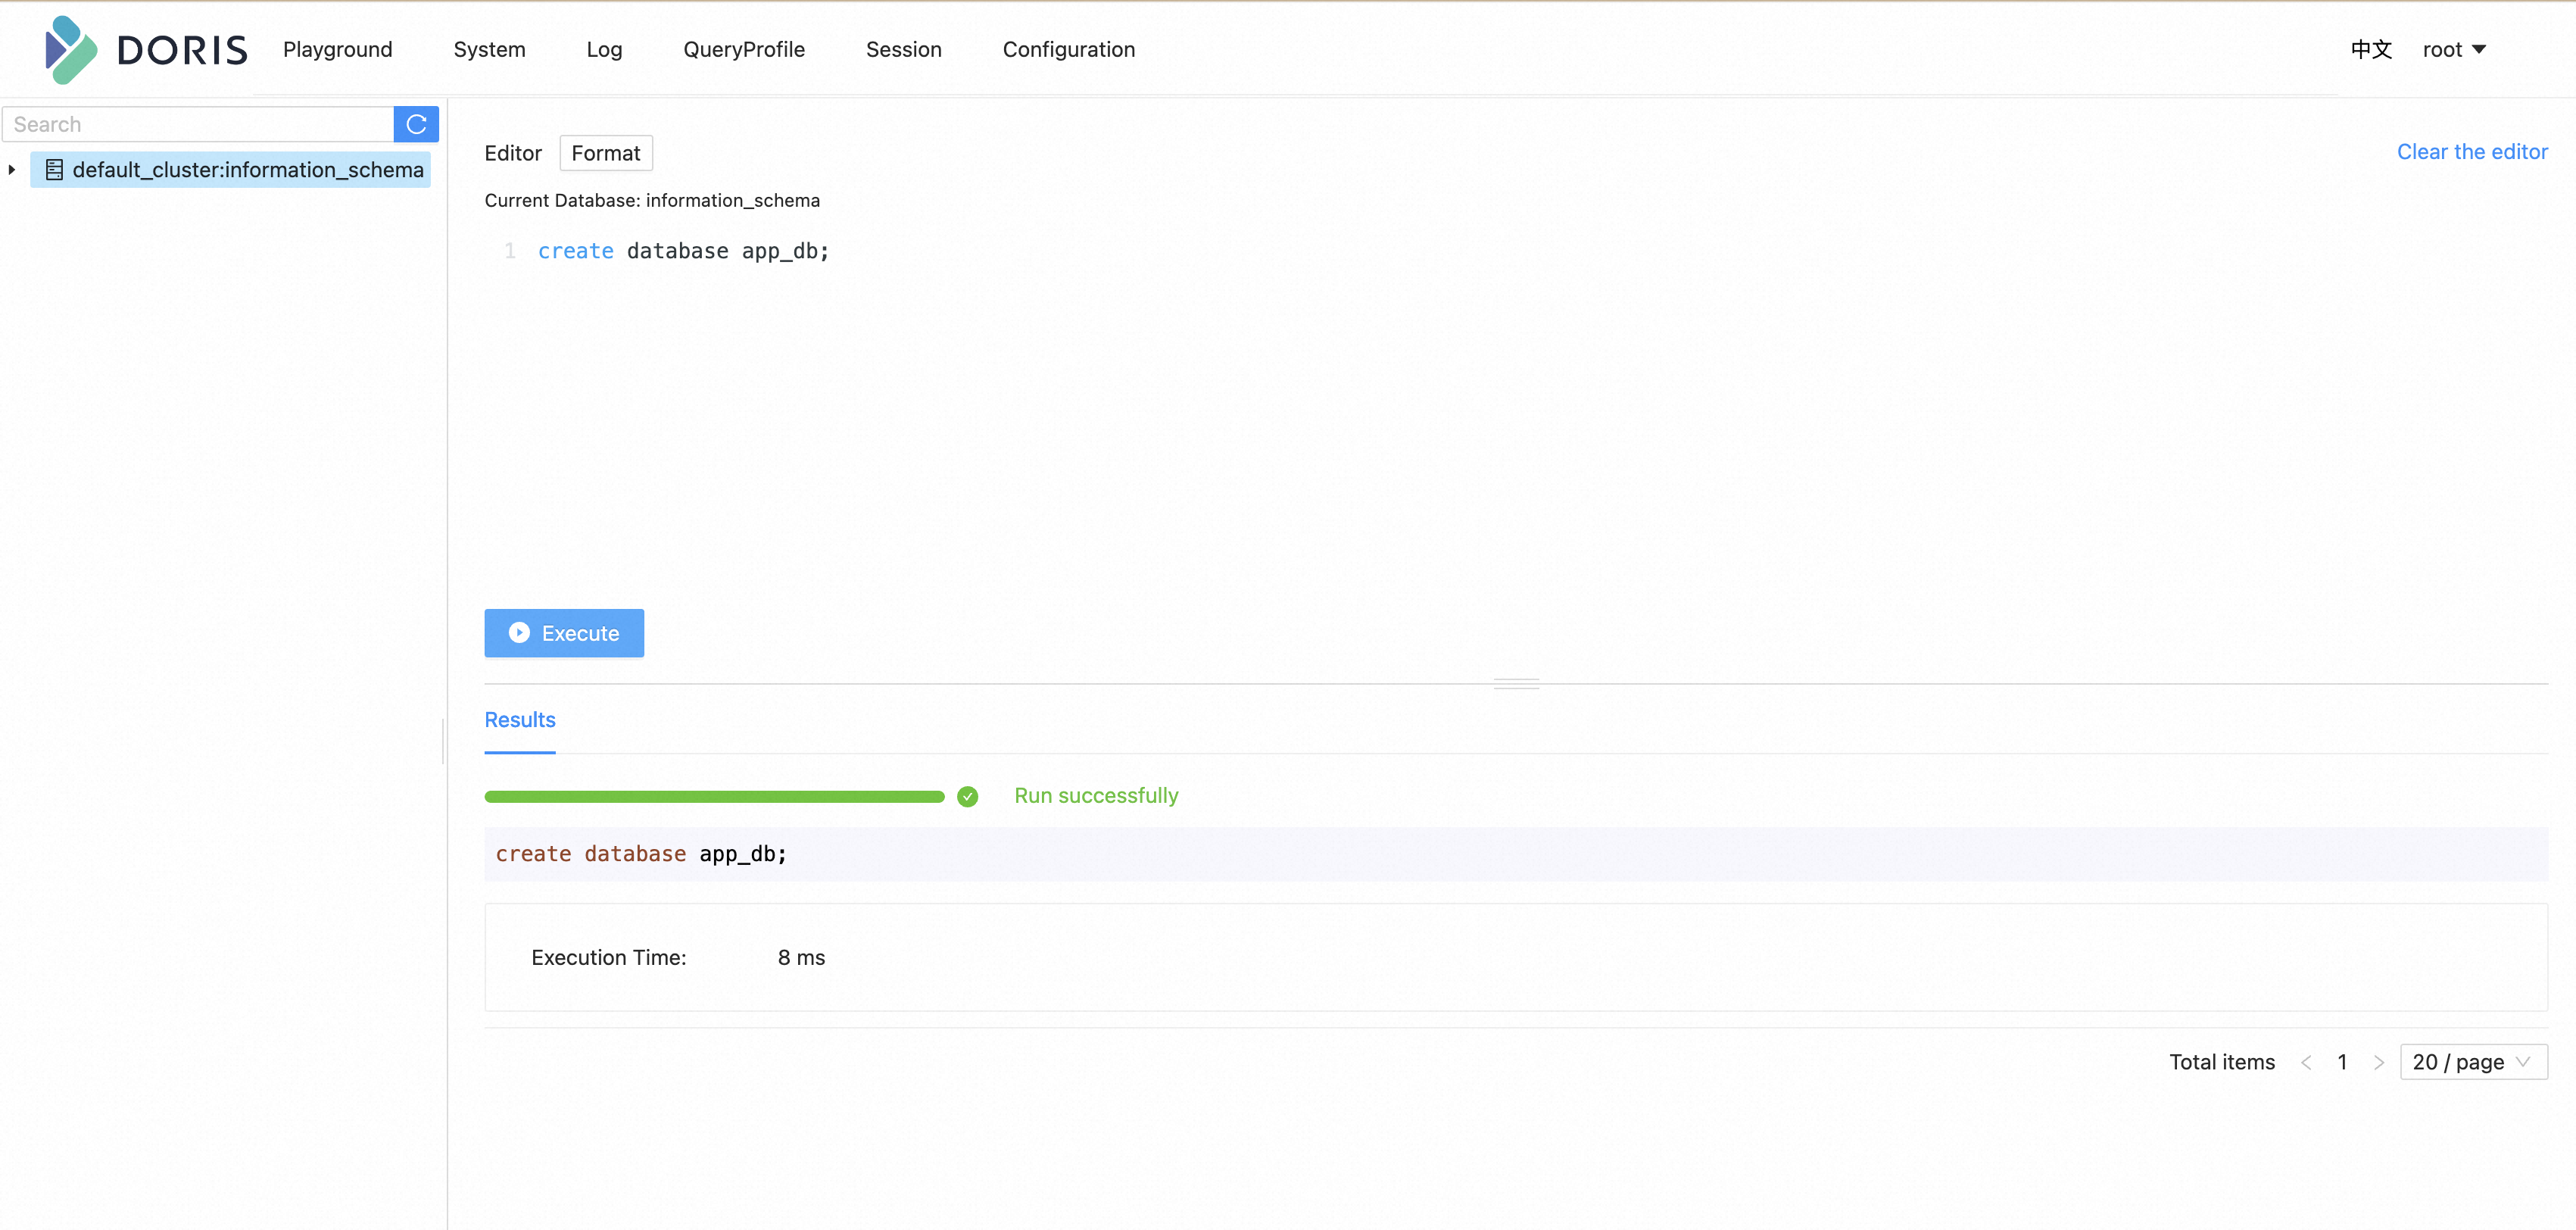 DORIS Playground System Log QueryProfile Session Configuration 中文 root
Search
default_cluster:information_schema
Editor Format Clear the editor
Current Database: information_schema
1 create database app_db;
Execute
Results
Run successfully
create database app_db;
Execution Time: 8 ms
Total items < 1 > 20 / page